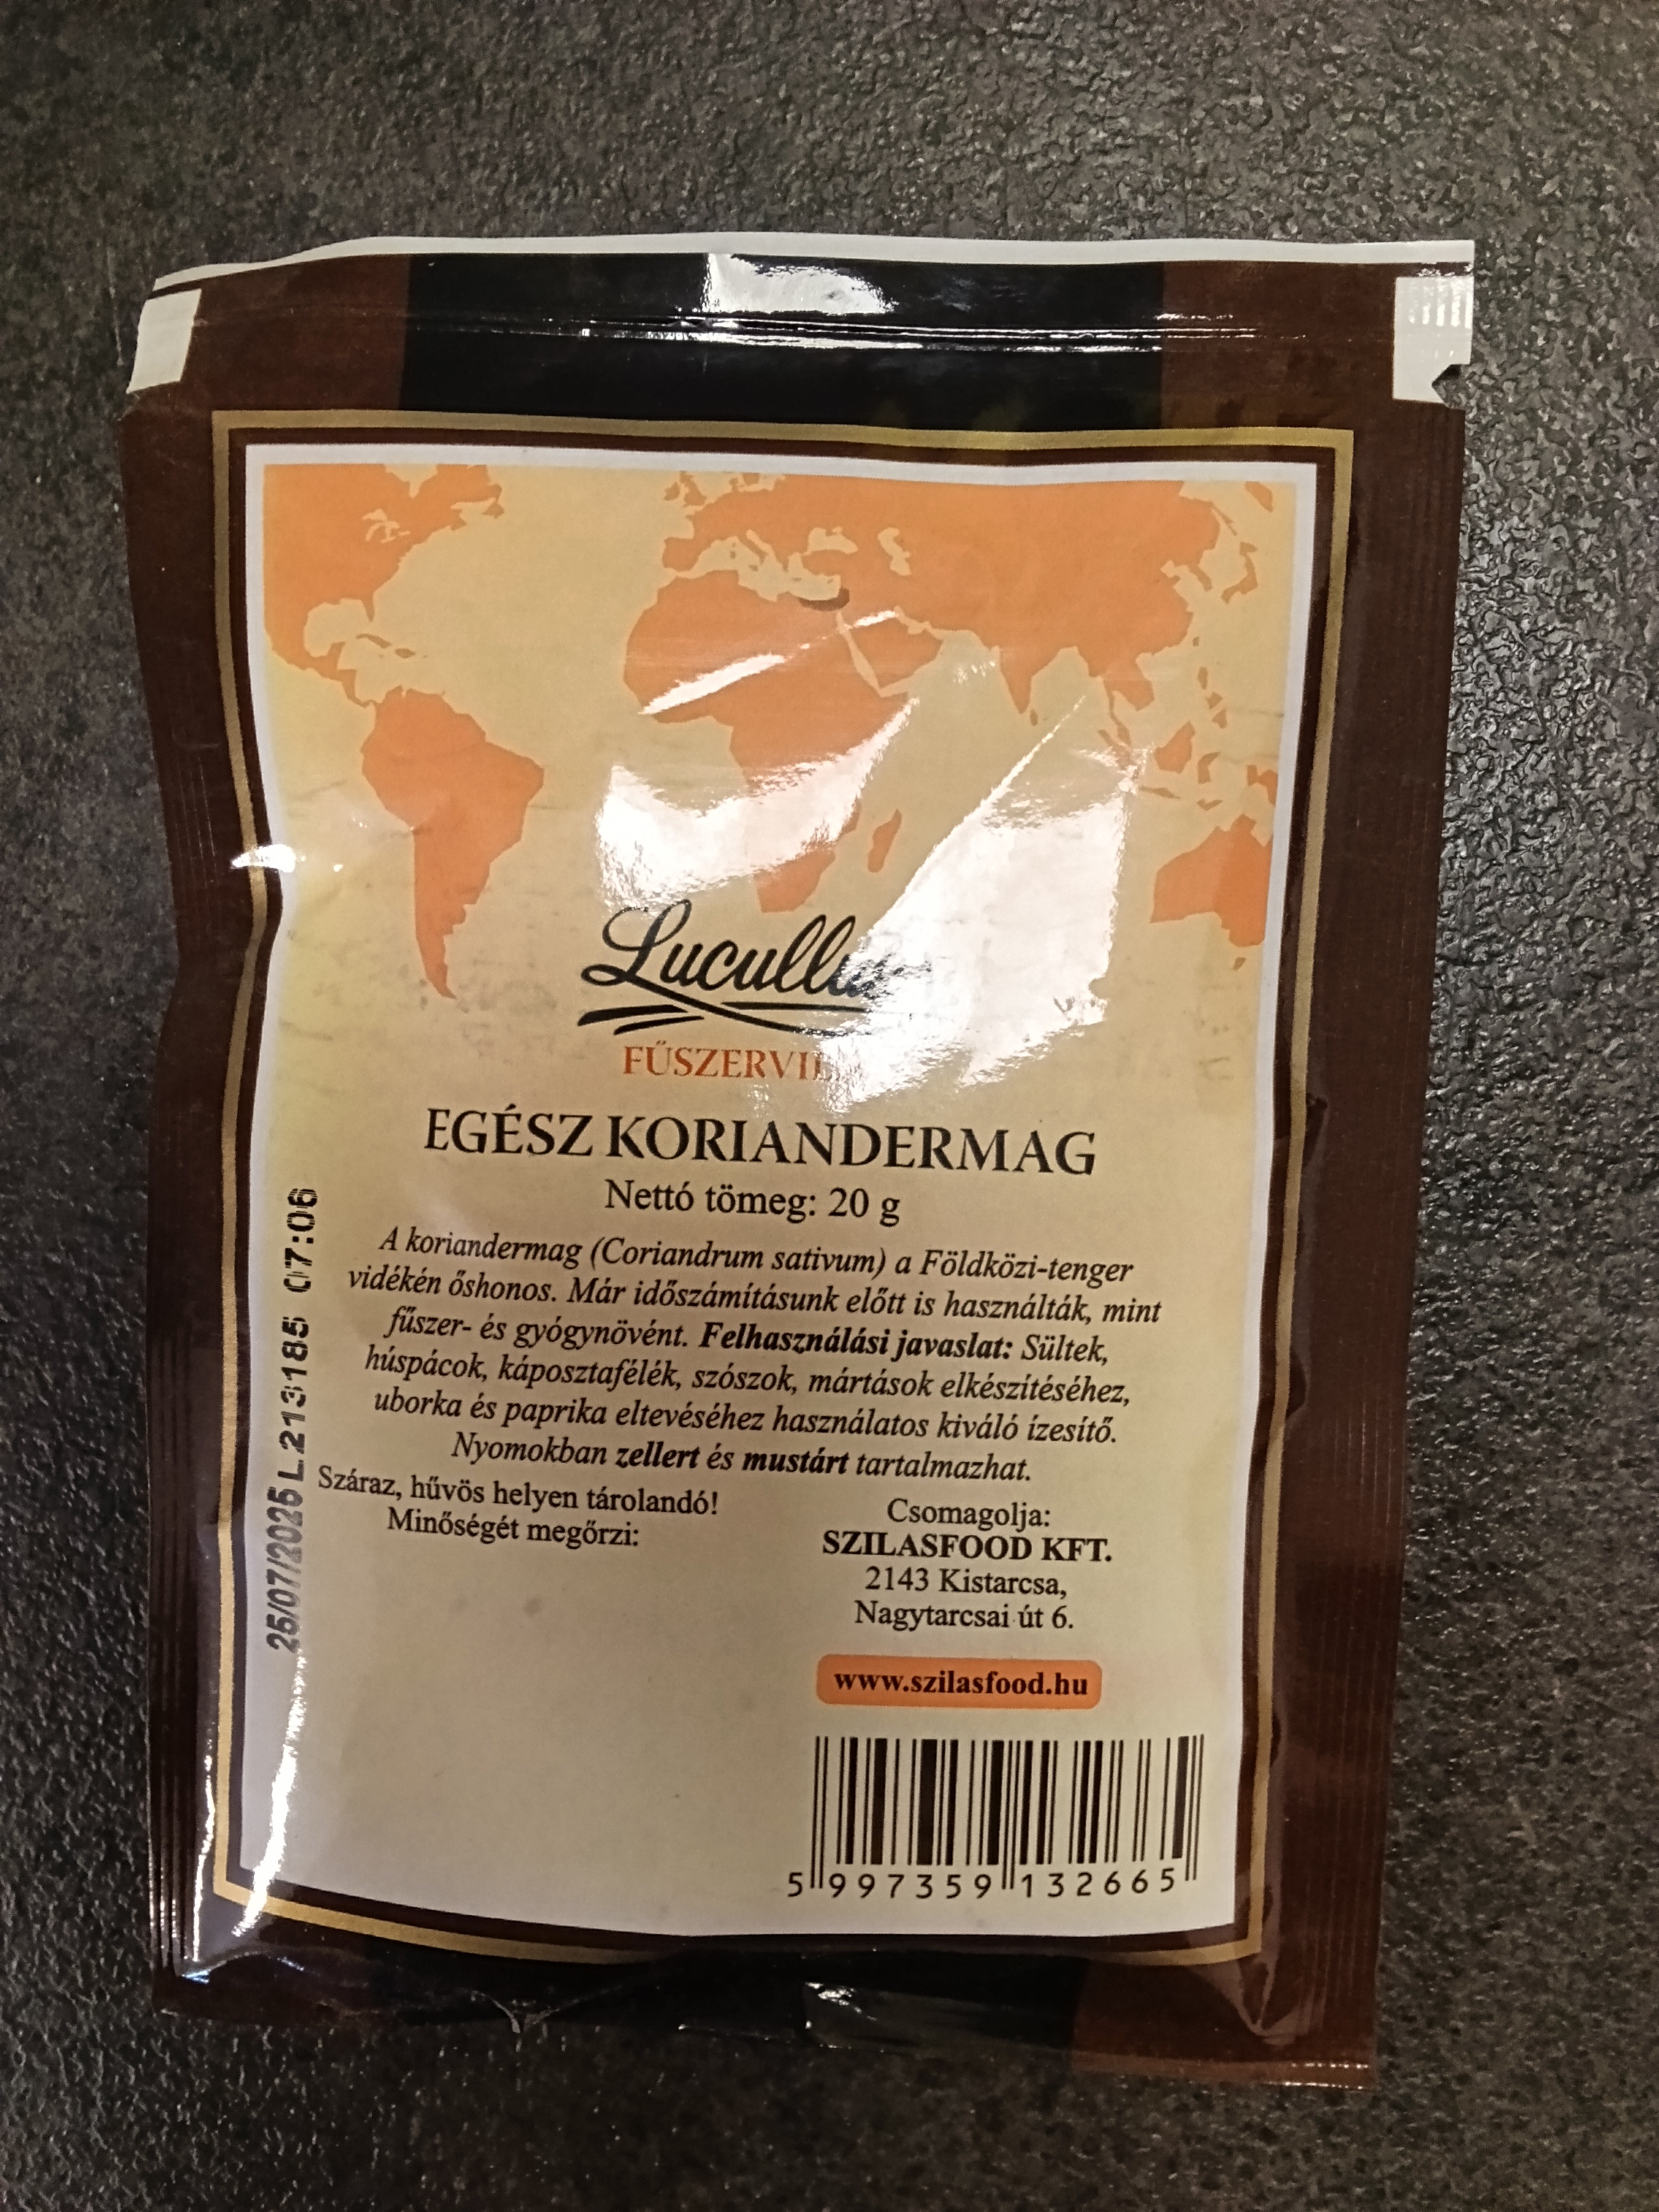 Lucullus
EGÉSZ KORIANDERMAG
Nettó tömeg: 20 g
A koriandermag (Coriandrum sativum) a Földközi-tenger
vidékén őshonos. Már időszámításunk előtt is használták, mint
fűszer- és gyógynövént. Felhasználási javaslat: Sültek,
húspácok, káposztafélék, szószok, mártások elkészítéséhez,
uborka és paprika eltevéséhez használatos kiváló ízesítő.
Nyomokban zellert és mustárt tartalmazhat.
Száraz, hűvös helyen tárolandó!
Minőségét megőrzi:
Csomagolja:
SZILASFOOD KFT.
2143 Kistarcsa,
Nagytarcsai út 6.
www.szilasfood.hu
5 997359 132665
25/07/2025 L213185 07:06